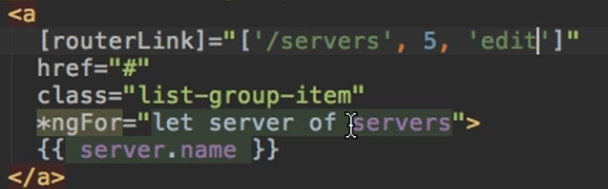 <a
[routerLink]="['/servers', 5, 'edit']"
href="#"
class="list-group-item"
*ngFor="let server of servers">
{{ server.name }}
</a>